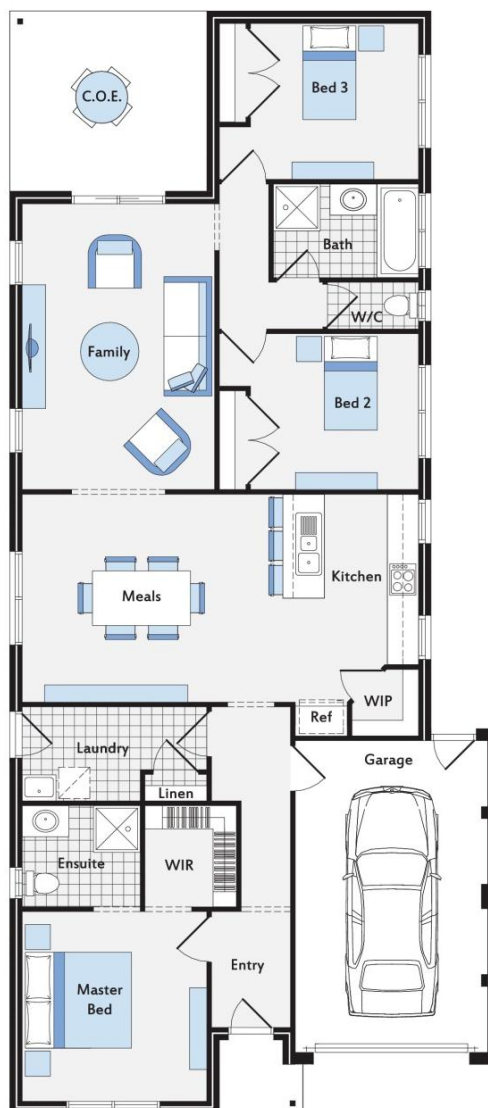 C.O.E.
Bed 3
Bath
W/C
Family
Bed 2
Kitchen
Meals
WIP
Ref
Laundry
Garage
Linen
Ensuite
WIR
Entry
Master
Bed